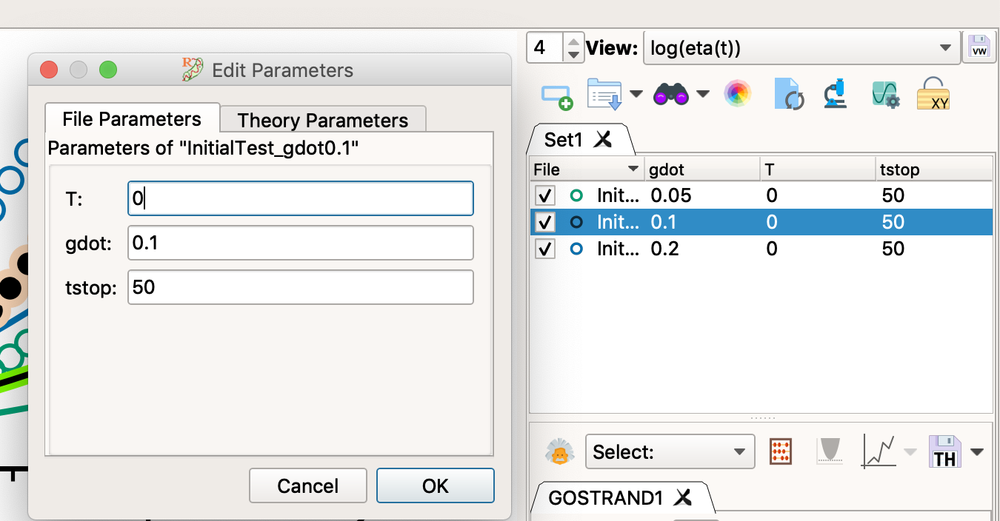 Edit Parameters
File Parameters
Theory Parameters
Parameters of "InitialTest_gdot0.1"
T: 0
gdot: 0.1
tstop: 50
Cancel
OK
4 View: log(eta(t))
VW
XY
Set1
File gdot T tstop
Init... 0.05 0 50
Init... 0.1 0 50
Init... 0.2 0 50
Select:
TH
GOSTRAND1